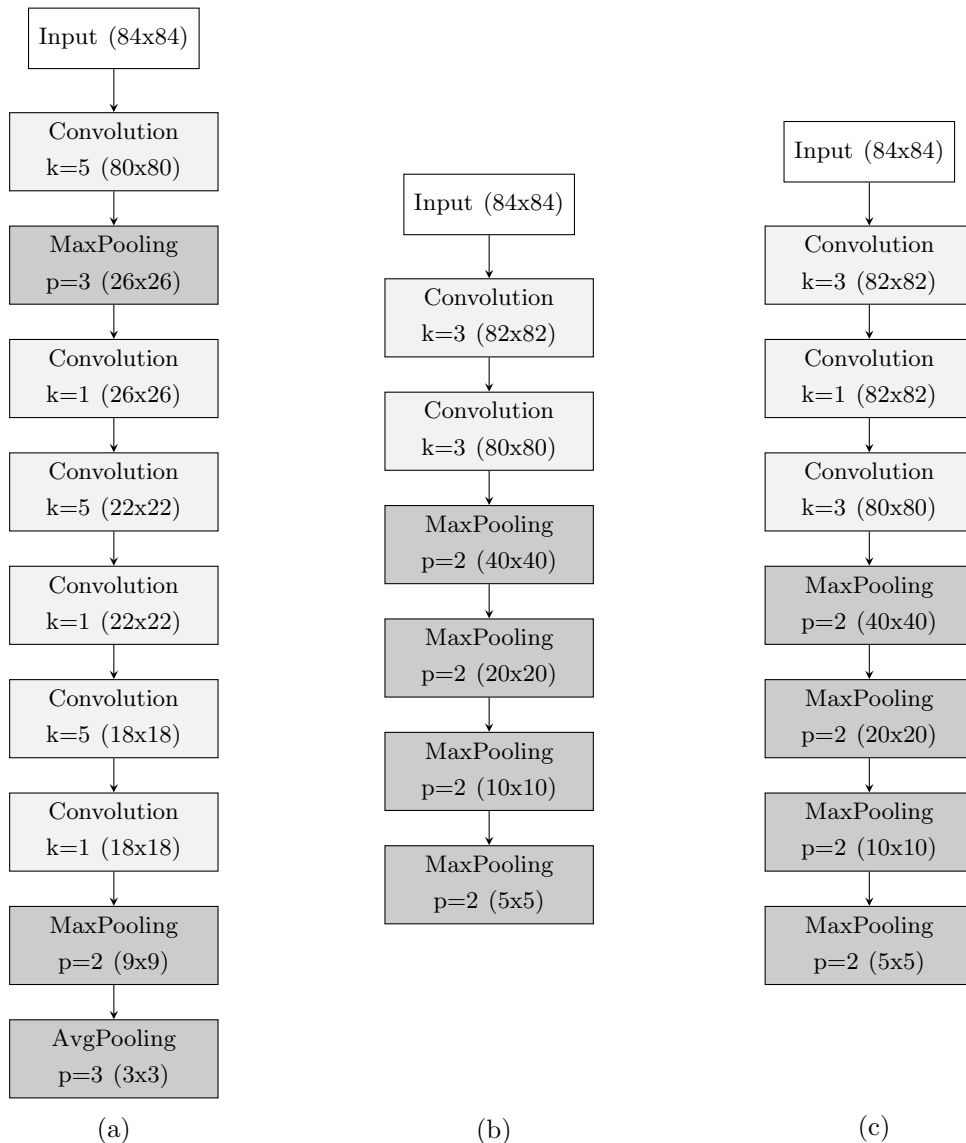 Input (84x84)
Convolution
k=5 (80x80)
MaxPooling
p=3 (26x26)
Convolution
k=1 (26x26)
Convolution
k=5 (22x22)
Convolution
k=1 (22x22)
Convolution
k=5 (18x18)
Convolution
k=1 (18x18)
MaxPooling
p=2 (9x9)
AvgPooling
p=3 (3x3)
(a)
Input (84x84)
Convolution
k=3 (82x82)
Convolution
k=3 (80x80)
MaxPooling
p=2 (40x40)
MaxPooling
p=2 (20x20)
MaxPooling
p=2 (10x10)
MaxPooling
p=2 (5x5)
(b)
Input (84x84)
Convolution
k=3 (82x82)
Convolution
k=1 (82x82)
Convolution
k=3 (80x80)
MaxPooling
p=2 (40x40)
MaxPooling
p=2 (20x20)
MaxPooling
p=2 (10x10)
MaxPooling
p=2 (5x5)
(c)